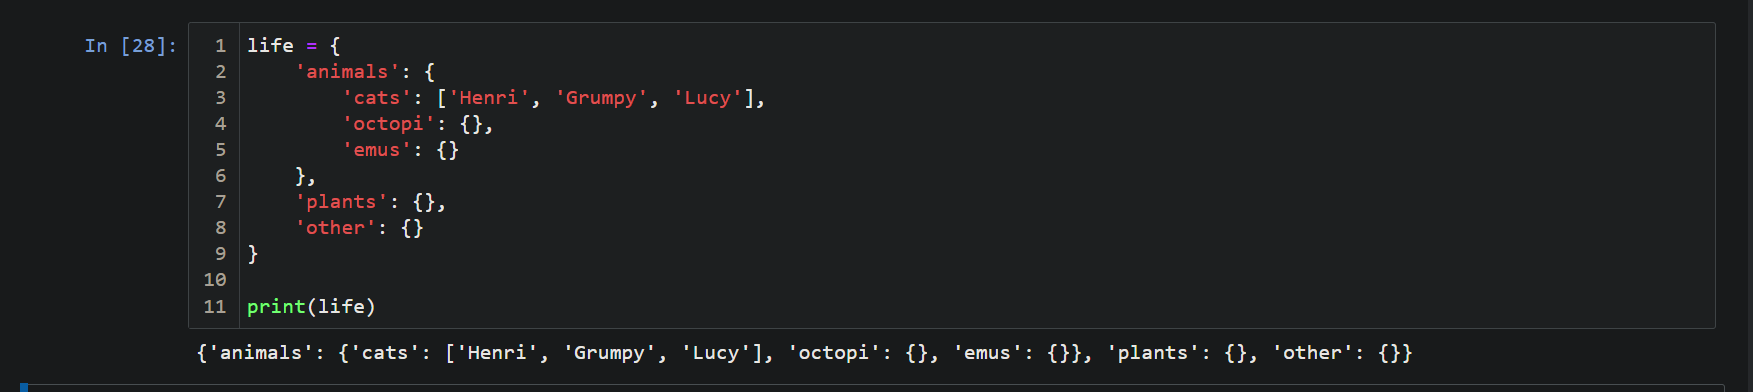 In [28]:
1 life = {
2     'animals': {
3         'cats': ['Henri', 'Grumpy', 'Lucy'],
4         'octopi': {},
5         'emus': {}
6     },
7     'plants': {},
8     'other': {}
9 }
10
11 print(life)
{'animals': {'cats': ['Henri', 'Grumpy', 'Lucy'], 'octopi': {}, 'emus': {}}, 'plants': {}, 'other': {}}